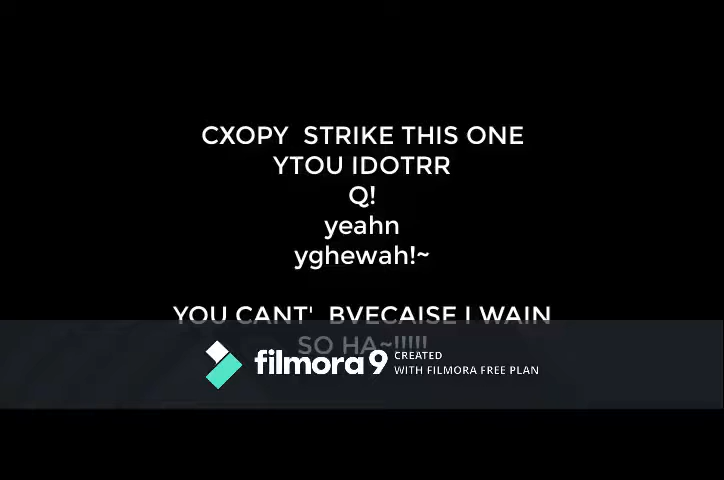 CXOPY  STRIKE THIS ONE
YTOU IDOTRR
Q!
yeahn
yghewah!~
YOU CANT'  BVECAISE I WAIN
SO HA~!!!!!
filmora 9 CREATED
WITH FILMORA FREE PLAN